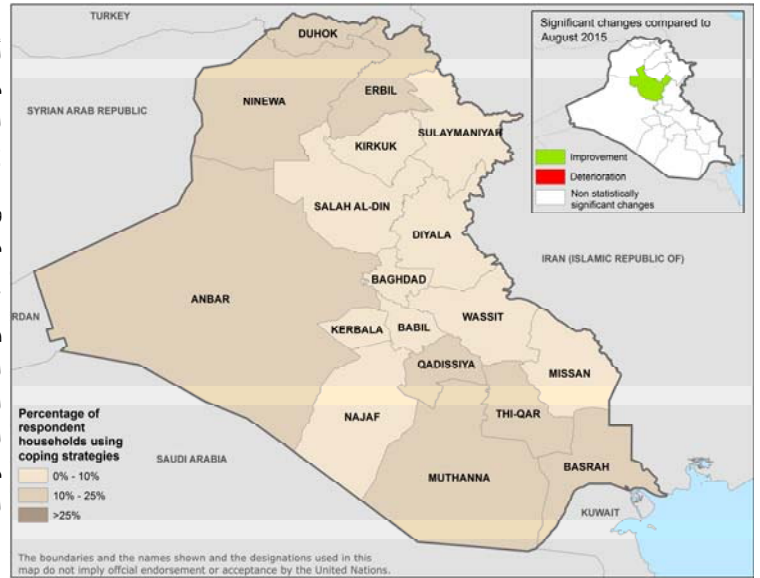 TURKEY
SYRIAN ARAB REPUBLIC
DUHOK
NINEWA
ERBIL
SULAYMANIYAH
KIRKUK
SALAH AL-DIN
DIYALA
IRAN (ISLAMIC REPUBLIC OF)
ANBAR
BAGHDAD
RDAN
KERBALA
BABIL
WASSIT
QADISSIYA
MISSAN
NAJAF
THI-QAR
SAUDI ARABIA
MUTHANNA
BASRAH
KUWAIT
Significant changes compared to
August 2015
Improvement
Deterioration
Non statistically
significant changes
Percentage of
respondent
households using
coping strategies
0% - 10%
10% - 25%
>25%
The boundaries and the names shown and the designations used in this
map do not imply offcial endorsement or acceptance by the United Nations.